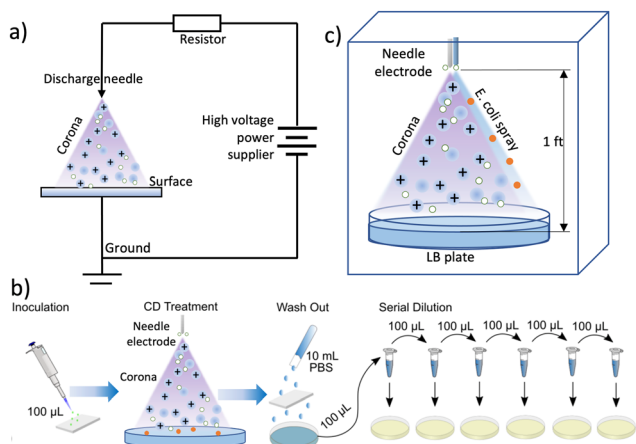 a)
Resistor
Discharge needle
Corona
High voltage
power
supplier
Surface
Ground
c)
Needle
electrode
Corona
E. coli spray
1 ft
LB plate
b)
Inoculation
100 µL
CD Treatment
Needle
electrode
Corona
Wash Out
10 mL
PBS
100 µL
Serial Dilution
100 µL
100 µL
100 µL
100 µL
100 µL